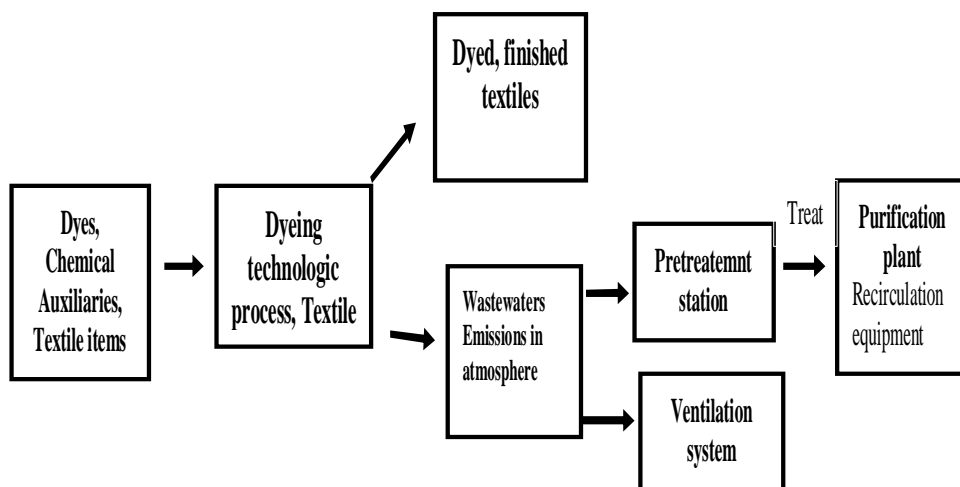 Dyed, finished
textiles
Dyes,
Chemical
Auxiliaries,
Textile items
Dyeing
technologic
process, Textile
Wastewaters
Emissions in
atmosphere
Pretreatemnt
station
Treat
Purification
plant
Recirculation
equipment
Ventilation
system